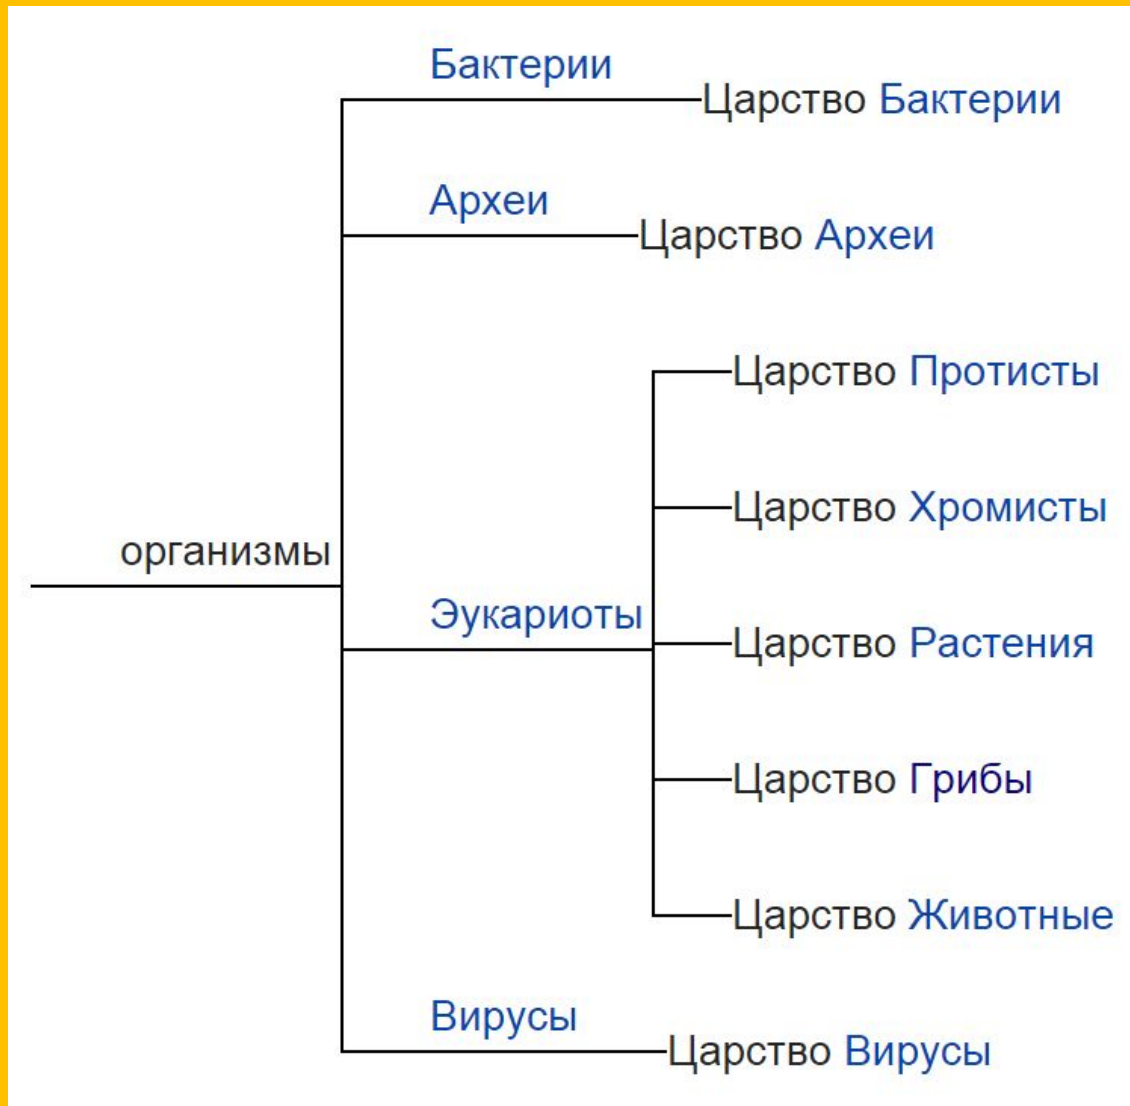 Бактерии
Царство Бактерии
Археи
Царство Археи
Царство Протисты
Царство Хромисты
организмы
Эукариоты
Царство Растения
Царство Грибы
Царство Животные
Вирусы
Царство Вирусы